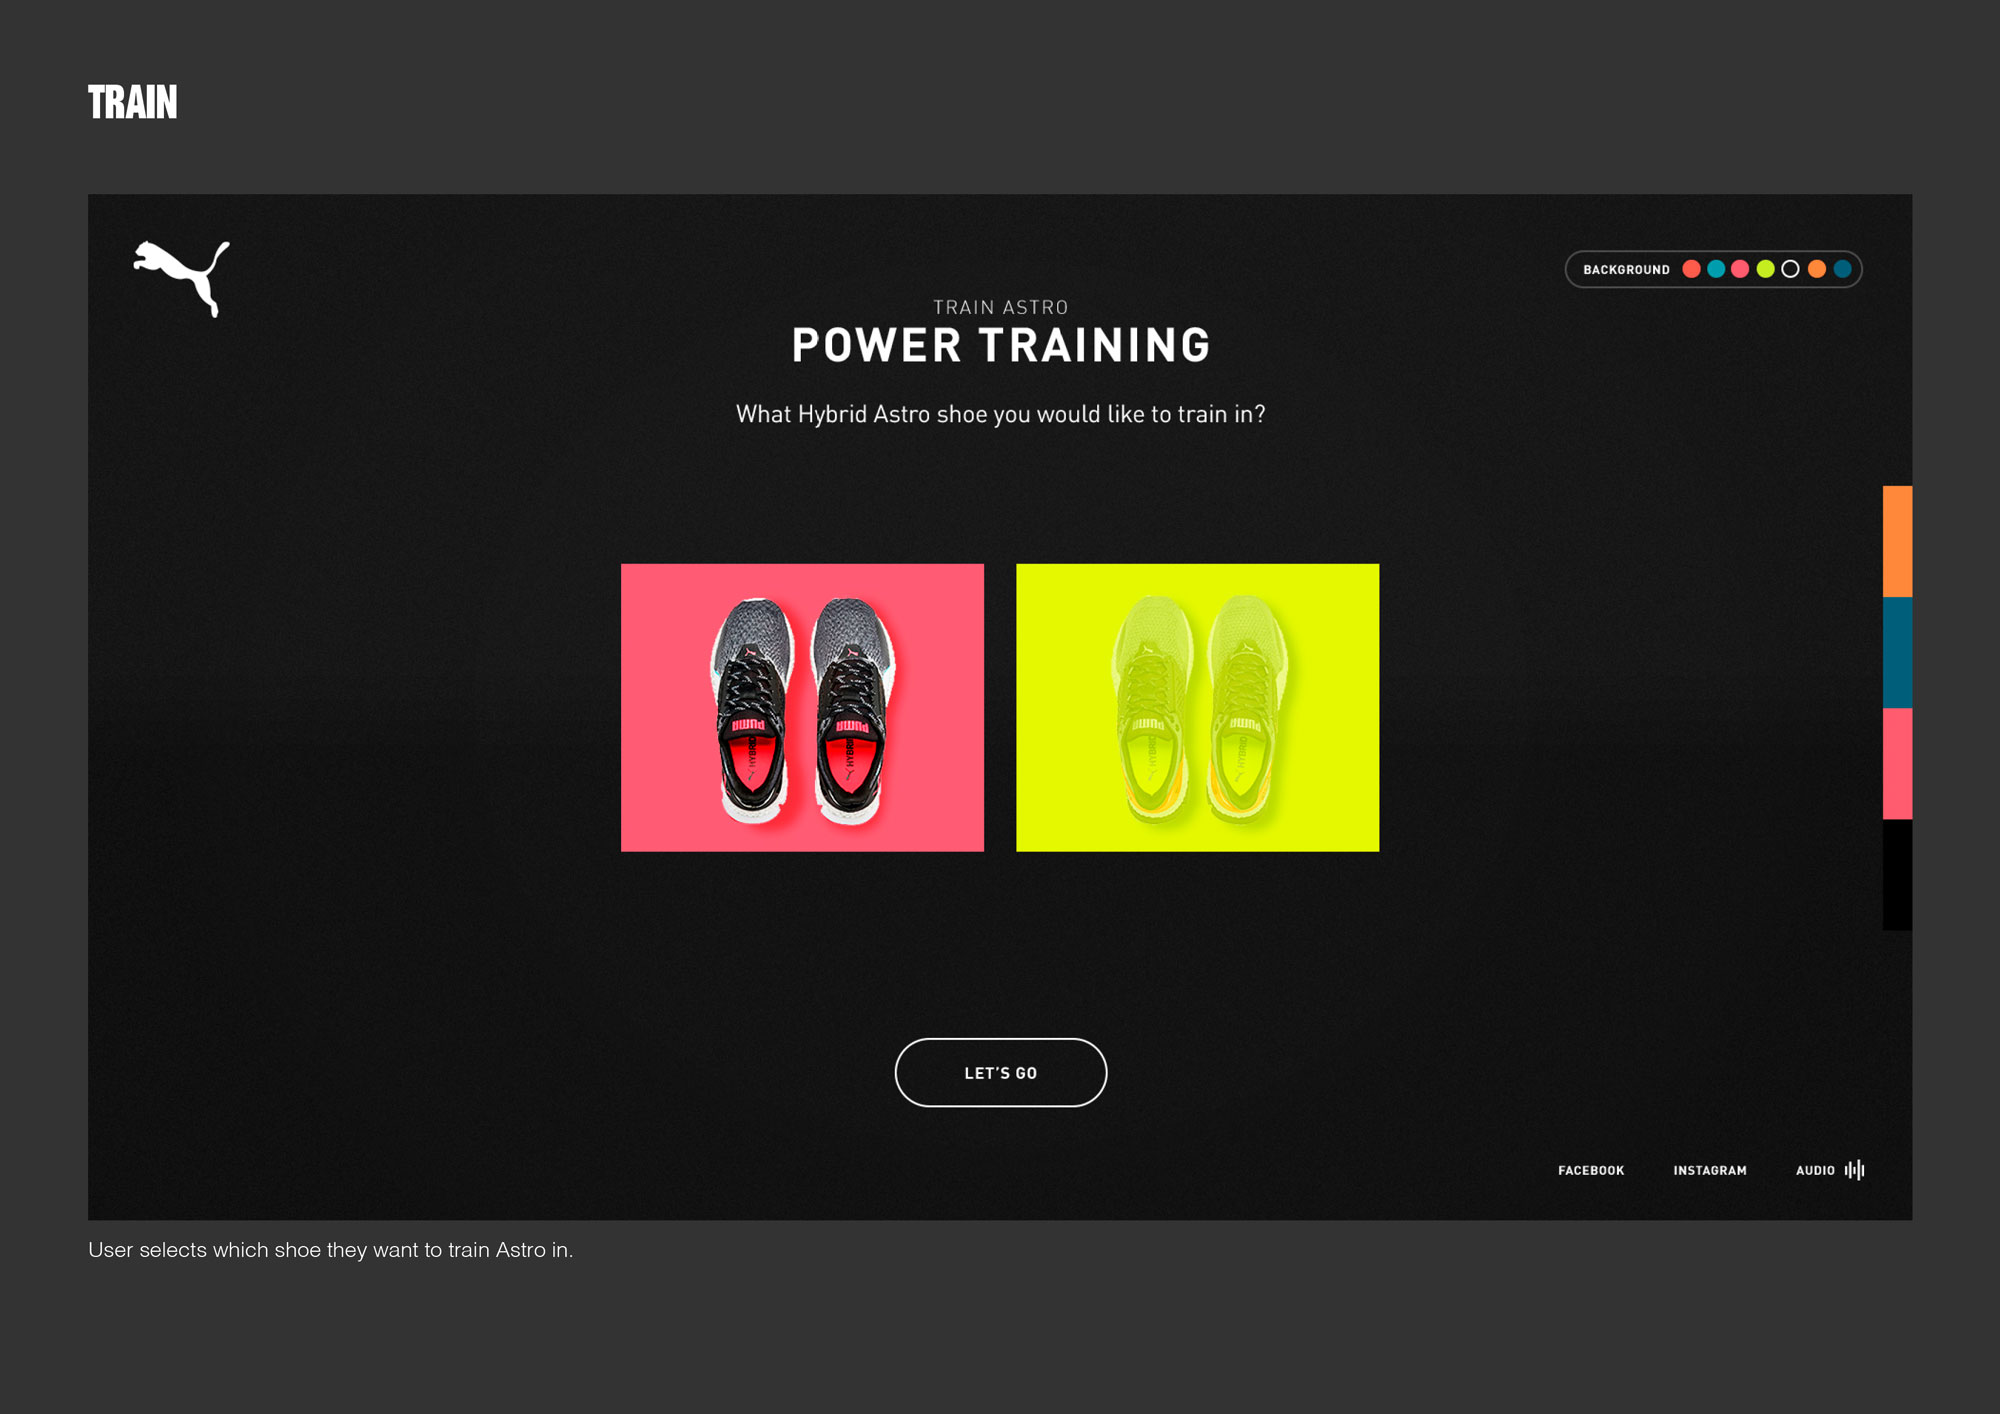 TRAIN
BACKGROUND
TRAIN ASTRO
POWER TRAINING
What Hybrid Astro shoe you would like to train in?
PUMA PUMA
HYBRID HYBRID
PUMA PUMA
HYBRID HYBRID
LET'S GO
FACEBOOK INSTAGRAM AUDIO
User selects which shoe they want to train Astro in.